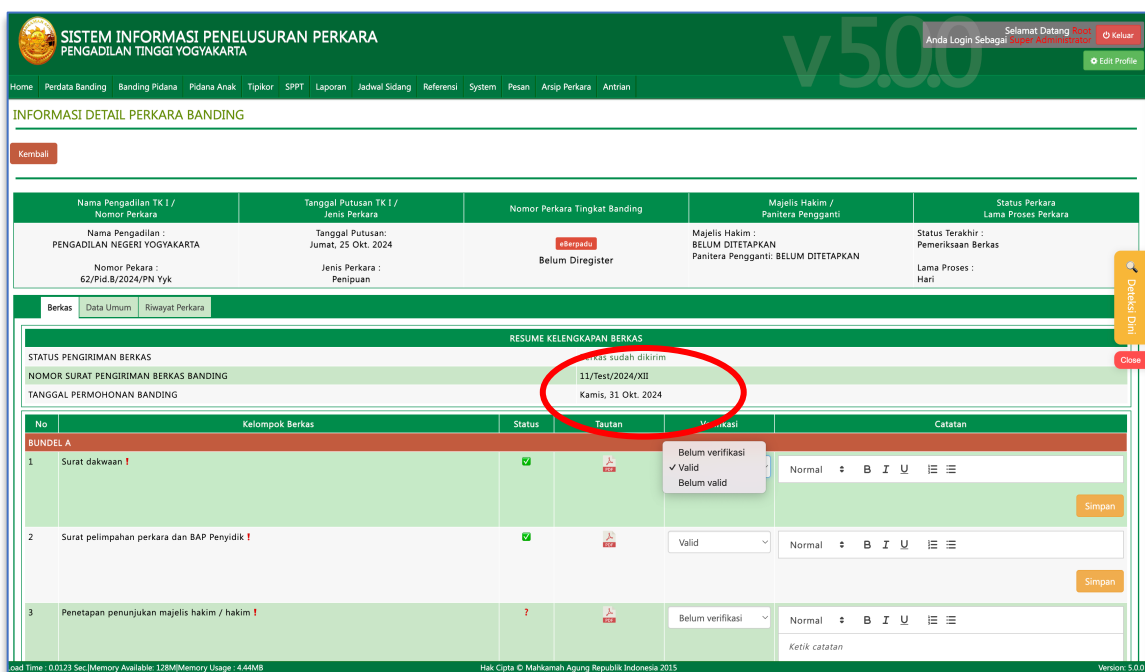 SISTEM INFORMASI PENELUSURAN PERKARA
PENGADILAN TINGGI YOGYAKARTA
v5.0.0
Selamat Datang Root
Anda Login Sebagai Super Administrator
Keluar
Edit Profile
Home Perdata Banding Banding Pidana Pidana Anak Tipikor SPPT Laporan Jadwal Sidang Referensi System Pesan Arsip Perkara Antrian
INFORMASI DETAIL PERKARA BANDING
Kembali
Nama Pengadilan TK I /
Nomor Perkara
Tanggal Putusan TK I /
Jenis Perkara
Nomor Perkara Tingkat Banding
Majelis Hakim /
Panitera Pengganti
Status Perkara
Lama Proses Perkara
Nama Pengadilan :
PENGADILAN NEGERI YOGYAKARTA
Nomor Pekara :
62/Pid.B/2024/PN Yyk
Tanggal Putusan:
Jumat, 25 Okt. 2024
Jenis Perkara :
Penipuan
eBerpadu
Belum Diregister
Majelis Hakim :
BELUM DITETAPKAN
Panitera Pengganti: BELUM DITETAPKAN
Status Terakhir :
Pemeriksaan Berkas
Lama Proses :
Hari
Deteksi Dini
Close
Berkas Data Umum Riwayat Perkara
RESUME KELENGKAPAN BERKAS
STATUS PENGIRIMAN BERKAS Berkas sudah dikirim
NOMOR SURAT PENGIRIMAN BERKAS BANDING 11/Test/2024/XII
TANGGAL PERMOHONAN BANDING Kamis, 31 Okt. 2024
No Kelompok Berkas Status Tautan Verifikasi Catatan
BUNDEL A
1 Surat dakwaan ! PDF
Belum verifikasi
✓ Valid
Belum valid
Normal B I U
Simpan
2 Surat pelimpahan perkara dan BAP Penyidik ! PDF Valid Normal B I U
Simpan
3 Penetapan penunjukan majelis hakim / hakim ! ? PDF Belum verifikasi Normal B I U
Ketik catatan
oad Time : 0.0123 Sec.|Memory Available: 128M|Memory Usage : 4.44MB Hak Cipta © Mahkamah Agung Republik Indonesia 2015 Version: 5.0.0